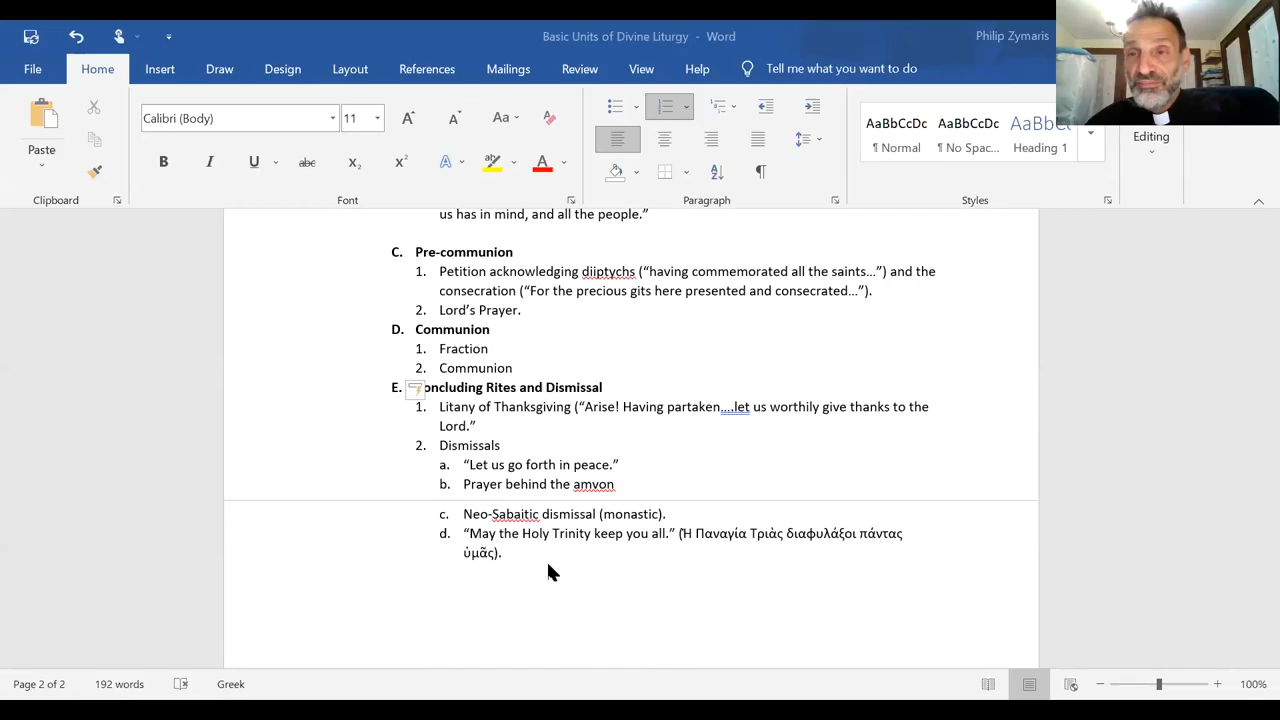 Basic Units of Divine Liturgy - Word
Philip Zymaris
File Home Insert Draw Design Layout References Mailings Review View Help Tell me what you want to do
Calibri (Body) 11
Paste
AaBbCcDc AaBbCcDc AaBbC
¶ Normal ¶ No Spac... Heading 1
Editing
Clipboard Font Paragraph Styles
us has in mind, and all the people.”
C. Pre-communion
1. Petition acknowledging diiptychs (“having commemorated all the saints…”) and the
consecration (“For the precious gits here presented and consecrated…”).
2. Lord’s Prayer.
D. Communion
1. Fraction
2. Communion
E. oncluding Rites and Dismissal
1. Litany of Thanksgiving (“Arise! Having partaken….let us worthily give thanks to the
Lord.”
2. Dismissals
a. “Let us go forth in peace.”
b. Prayer behind the amvon
c. Neo-Sabaitic dismissal (monastic).
d. “May the Holy Trinity keep you all.” (Ἡ Παναγία Τριὰς διαφυλάξοι πάντας
ὑμᾶς).
Page 2 of 2 192 words Greek 100%